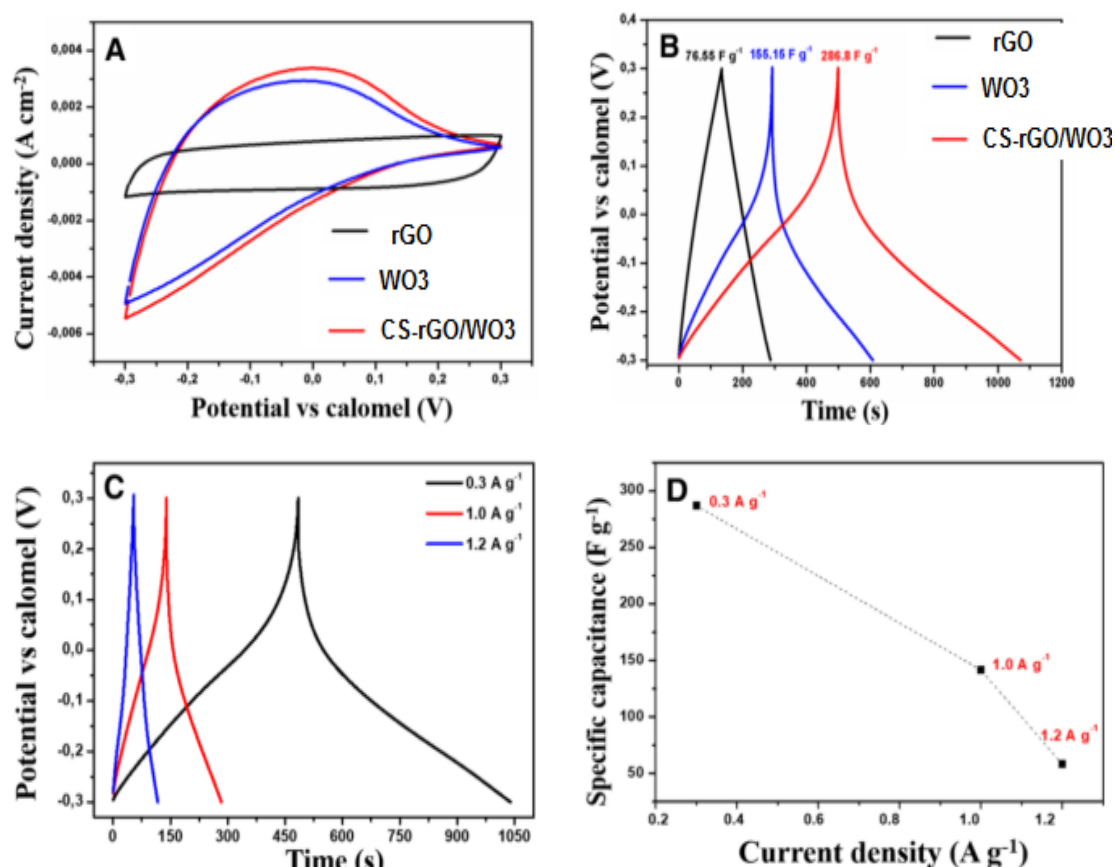 A
0,004
0,002
0,000
-0,002
-0,004
-0,006
Current density (A cm-2)
rGO
WO3
CS-rGO/WO3
-0,3 -0,2 -0,1 0,0 0,1 0,2 0,3
Potential vs calomel (V)
B
0,4
0,3
0,2
0,1
0,0
-0,1
-0,2
-0,3
Potential vs calomel (V)
76.55 F g-1 155.15 F g-1 286.8 F g-1
rGO
WO3
CS-rGO/WO3
0 200 400 600 800 1000 1200
Time (s)
C
0,3
0,2
0,1
0,0
-0,1
-0,2
-0,3
Potential vs calomel (V)
0.3 A g-1
1.0 A g-1
1.2 A g-1
0 150 300 450 600 750 900 1050
Time (s)
D
300
250
200
150
100
50
Specific capacitance (F g-1)
0.3 A g-1
1.0 A g-1
1.2 A g-1
0.2 0.4 0.6 0.8 1.0 1.2
Current density (A g-1)